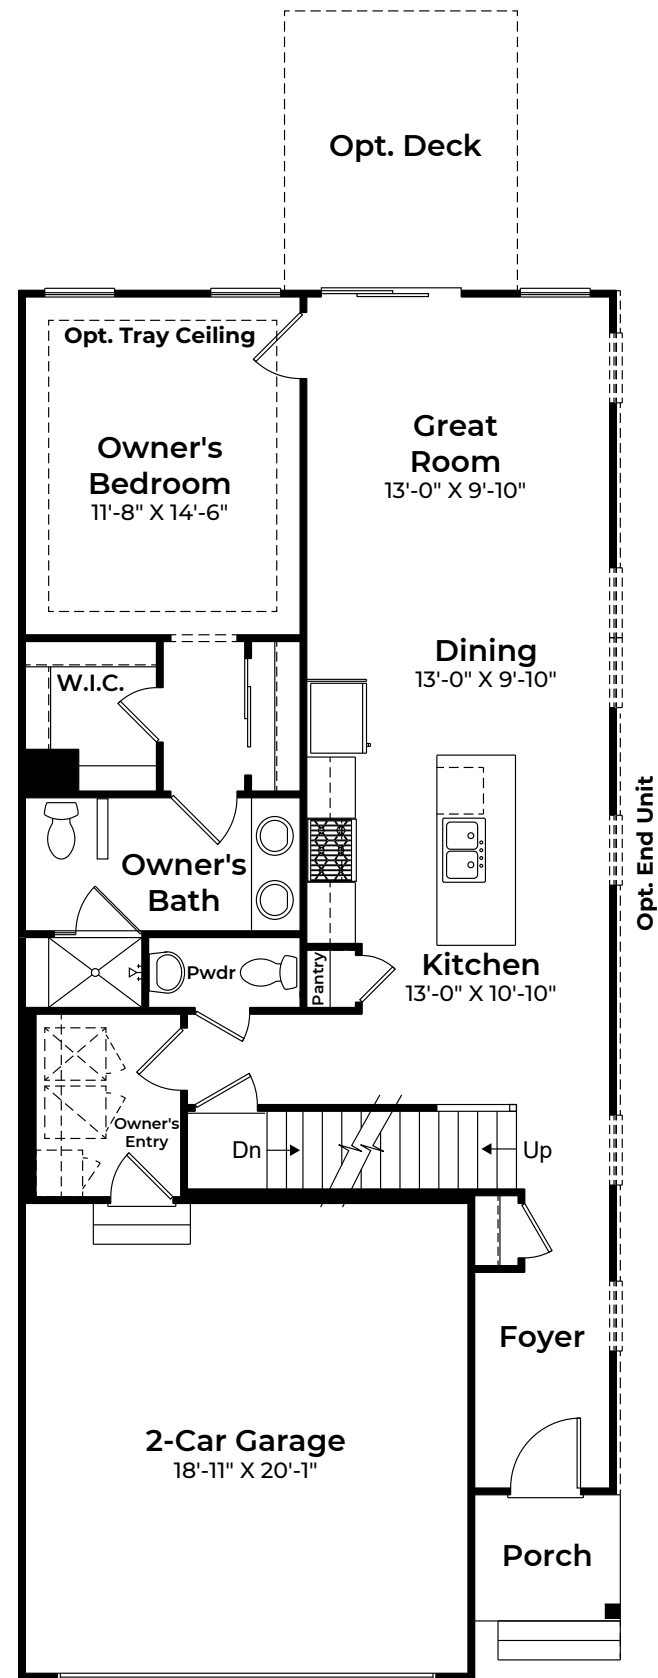 Opt. Deck
Opt. Tray Ceiling
Owner's
Bedroom
11'-8" X 14'-6"
Great
Room
13'-0" X 9'-10"
Dining
13'-0" X 9'-10"
W.I.C.
Opt. End Unit
Owner's
Bath
Pwdr
Pantry
Kitchen
13'-0" X 10'-10"
Owner's
Entry
Dn
Up
Foyer
2-Car Garage
18'-11" X 20'-1"
Porch